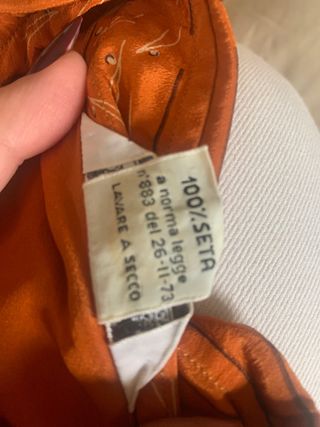 100%SETA
a norma legge
n°883 del 26-11-73
LAVARE A SECCO